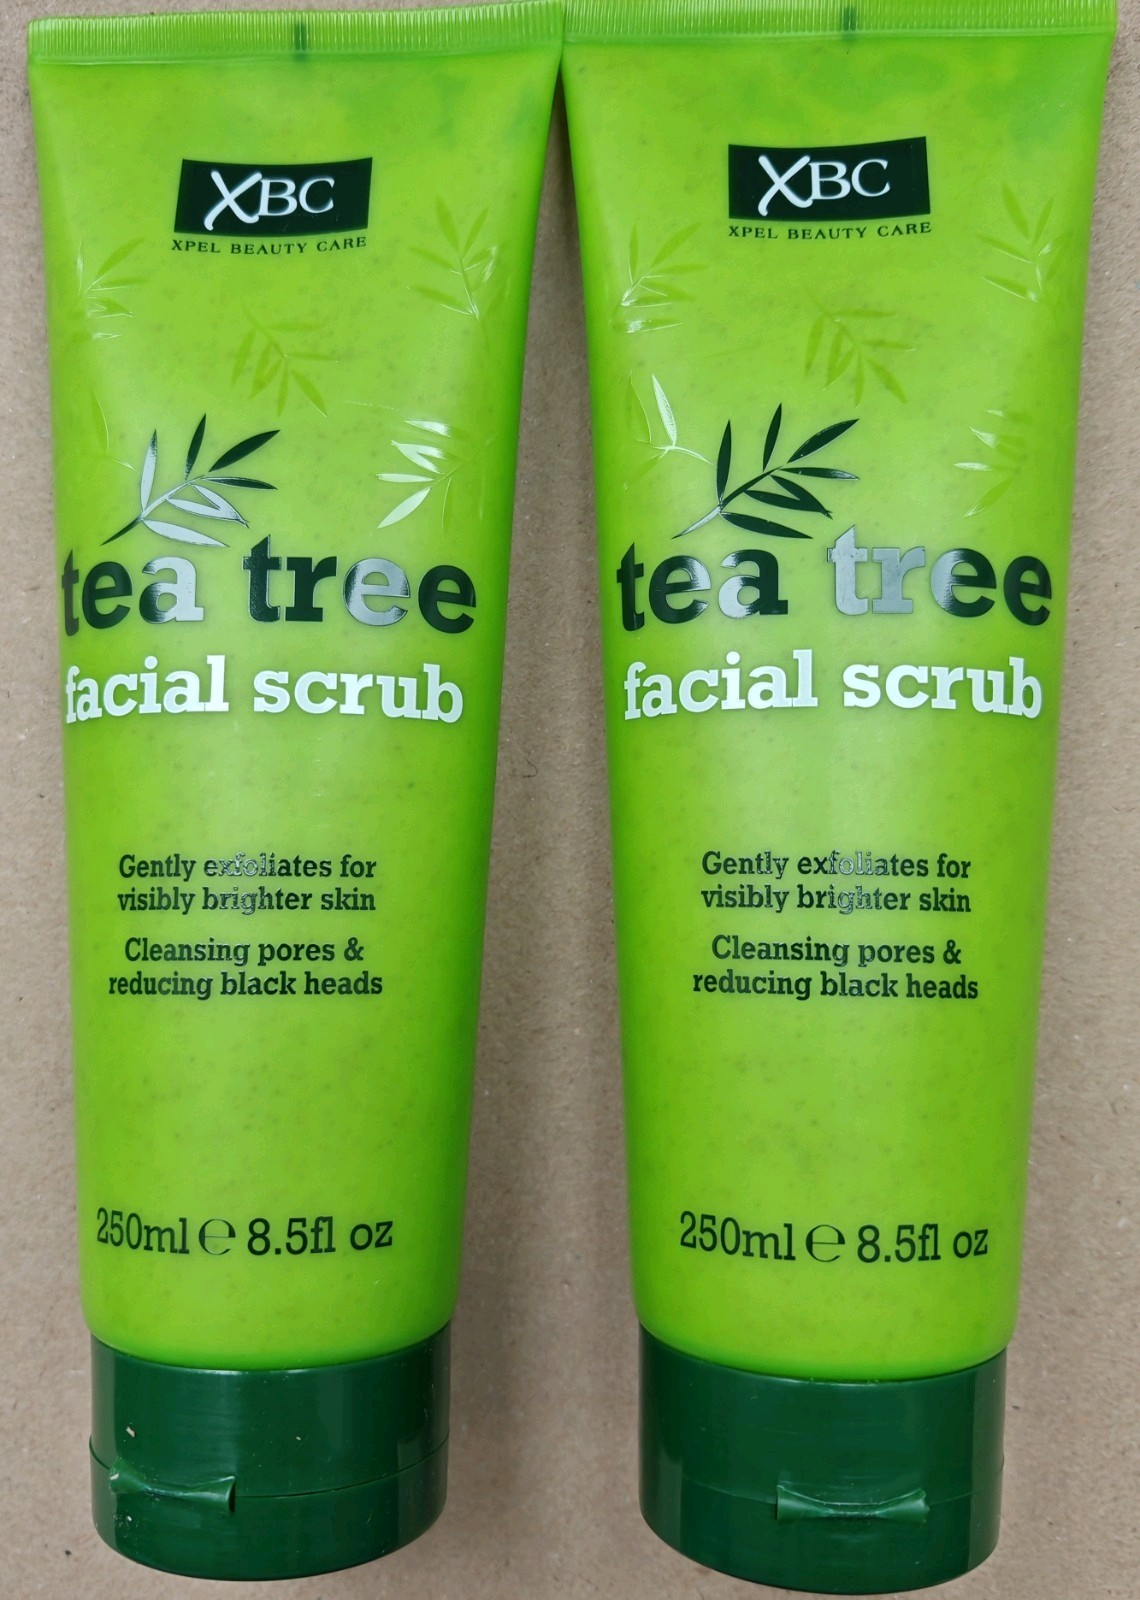 XBC
XPEL BEAUTY CARE
tea tree
facial scrub
Gently exfoliates for
visibly brighter skin
Cleansing pores &
reducing black heads
250ml ℮ 8.5fl oz
XBC
XPEL BEAUTY CARE
tea tree
facial scrub
Gently exfoliates for
visibly brighter skin
Cleansing pores &
reducing black heads
250ml ℮ 8.5fl oz